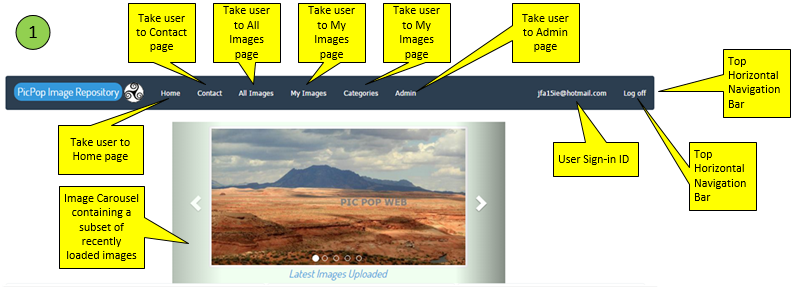 1
Take user
to Contact
page
Take user
to All
Images
page
Take user
to My
Images
page
Take user
to My
Images
page
Take user
to Admin
page
Top
Horizontal
Navigation
Bar
PicPop Image Repository
Home
Contact
All Images
My Images
Categories
Admin
jfa15ie@hotmail.com
Log off
Take user to
Home page
User Sign-in ID
Top
Horizontal
Navigation
Bar
Image Carousel
containing a
subset of
recently
loaded images
PIC POP WEB
Latest Images Uploaded